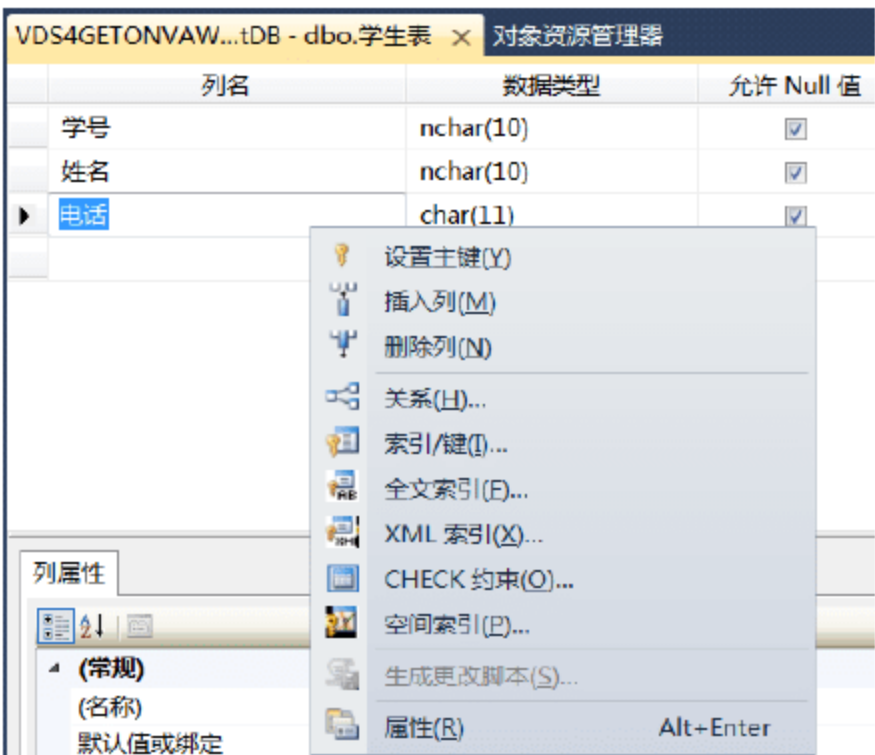 VDS4GETONVAW...tDB - dbo.学生表 × 对象资源管理器
列名 数据类型 允许 Null 值
学号 nchar(10)
姓名 nchar(10)
电话 char(11)
设置主键(Y)
插入列(M)
删除列(N)
关系(H)...
索引/键(I)...
全文索引(F)...
XML 索引(X)...
CHECK 约束(O)...
空间索引(P)...
生成更改脚本(S)...
属性(R) Alt+Enter
列属性
(常规)
(名称)
默认值或绑定